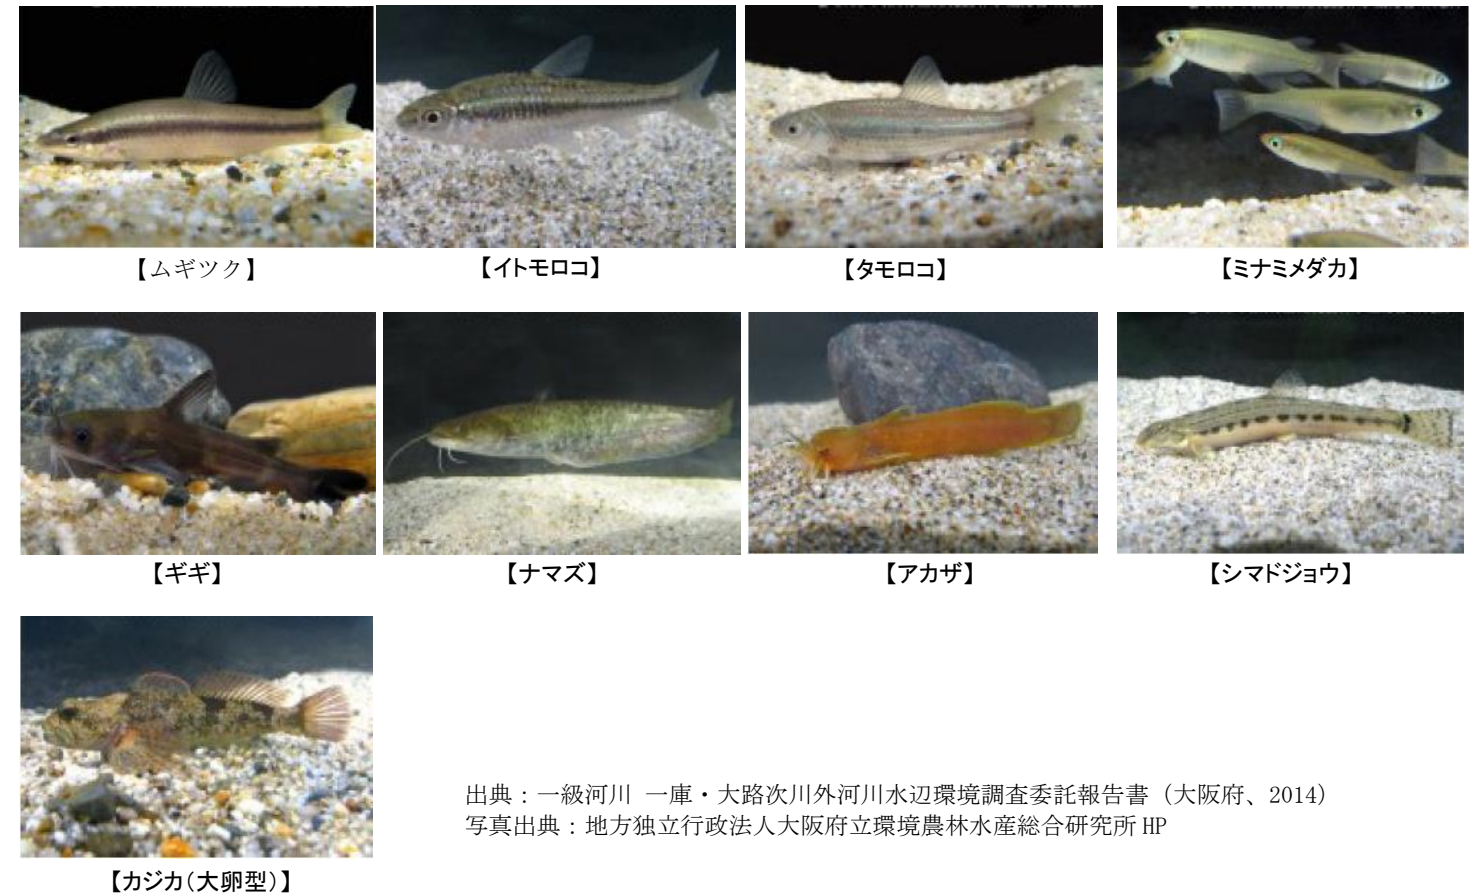 【ムギツク】
【イトモロコ】
【タモロコ】
【ミナミメダカ】
【ギギ】
【ナマズ】
【アカザ】
【シマドジョウ】
【カジカ（大卵型）】
出典：一級河川 一庫・大路次川外河川水辺環境調査委託報告書（大阪府、2014）
写真出典：地方独立行政法人大阪府立環境農林水産総合研究所 HP